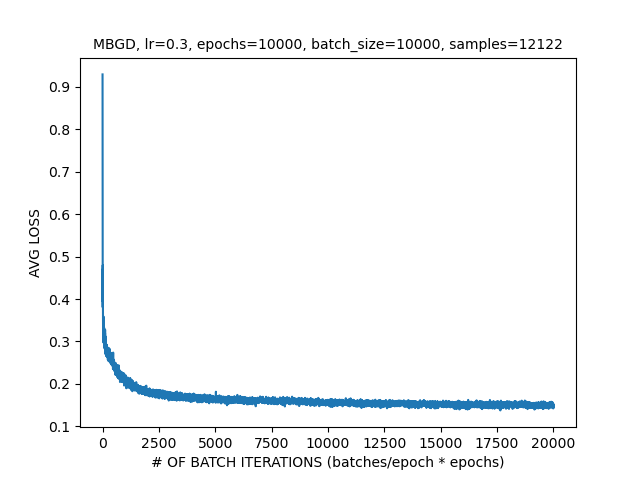 MBGD, lr=0.3, epochs=10000, batch_size=10000, samples=12122
0.9
0.8
0.7
0.6
0.5
0.4
0.3
0.2
0.1
AVG LOSS
0 2500 5000 7500 10000 12500 15000 17500 20000
# OF BATCH ITERATIONS (batches/epoch * epochs)